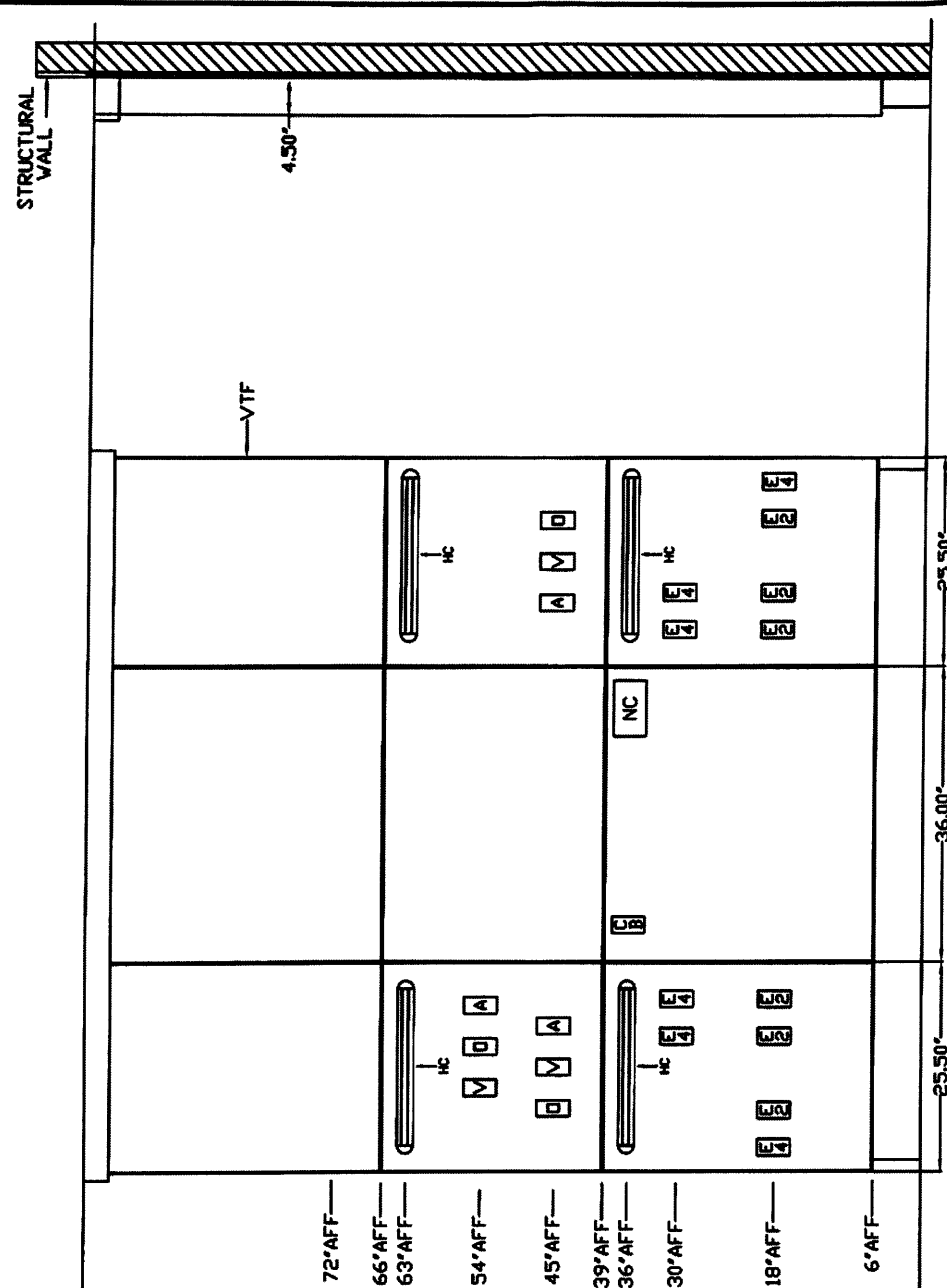 STRUCTURAL
WALL
VTF
4.50"
72"AFF
66"AFF
63"AFF
HC HC
54"AFF V O A
45"AFF O V A A V O
39"AFF
36"AFF CB NC
HC HC
30"AFF E4 E4 E4 E4
18"AFF E4 E2 E2 E2 E2 E2 E2 E4
6"AFF
25.50" 36.00" 25.50"